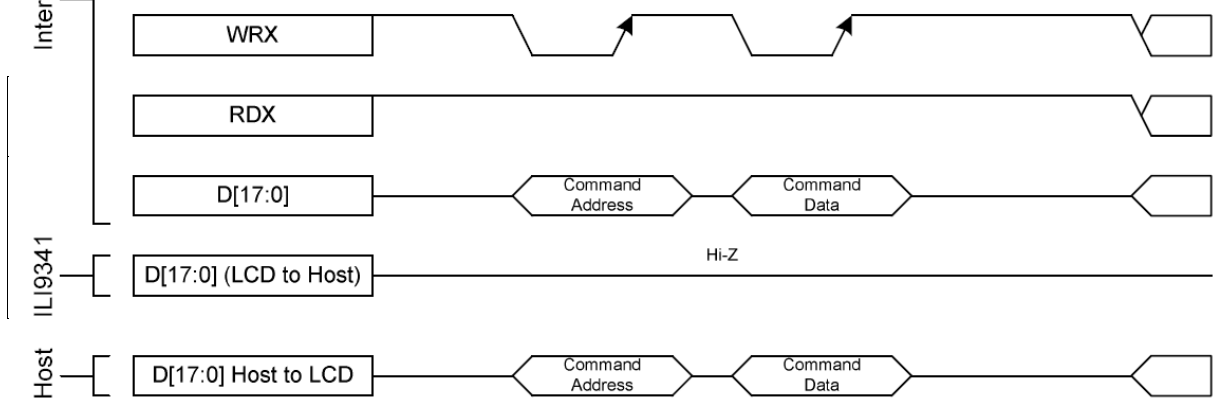 Inter
WRX
RDX
D[17:0]
Command
Address
Command
Data
ILI9341
D[17:0] (LCD to Host)
Hi-Z
Host
D[17:0] Host to LCD
Command
Address
Command
Data